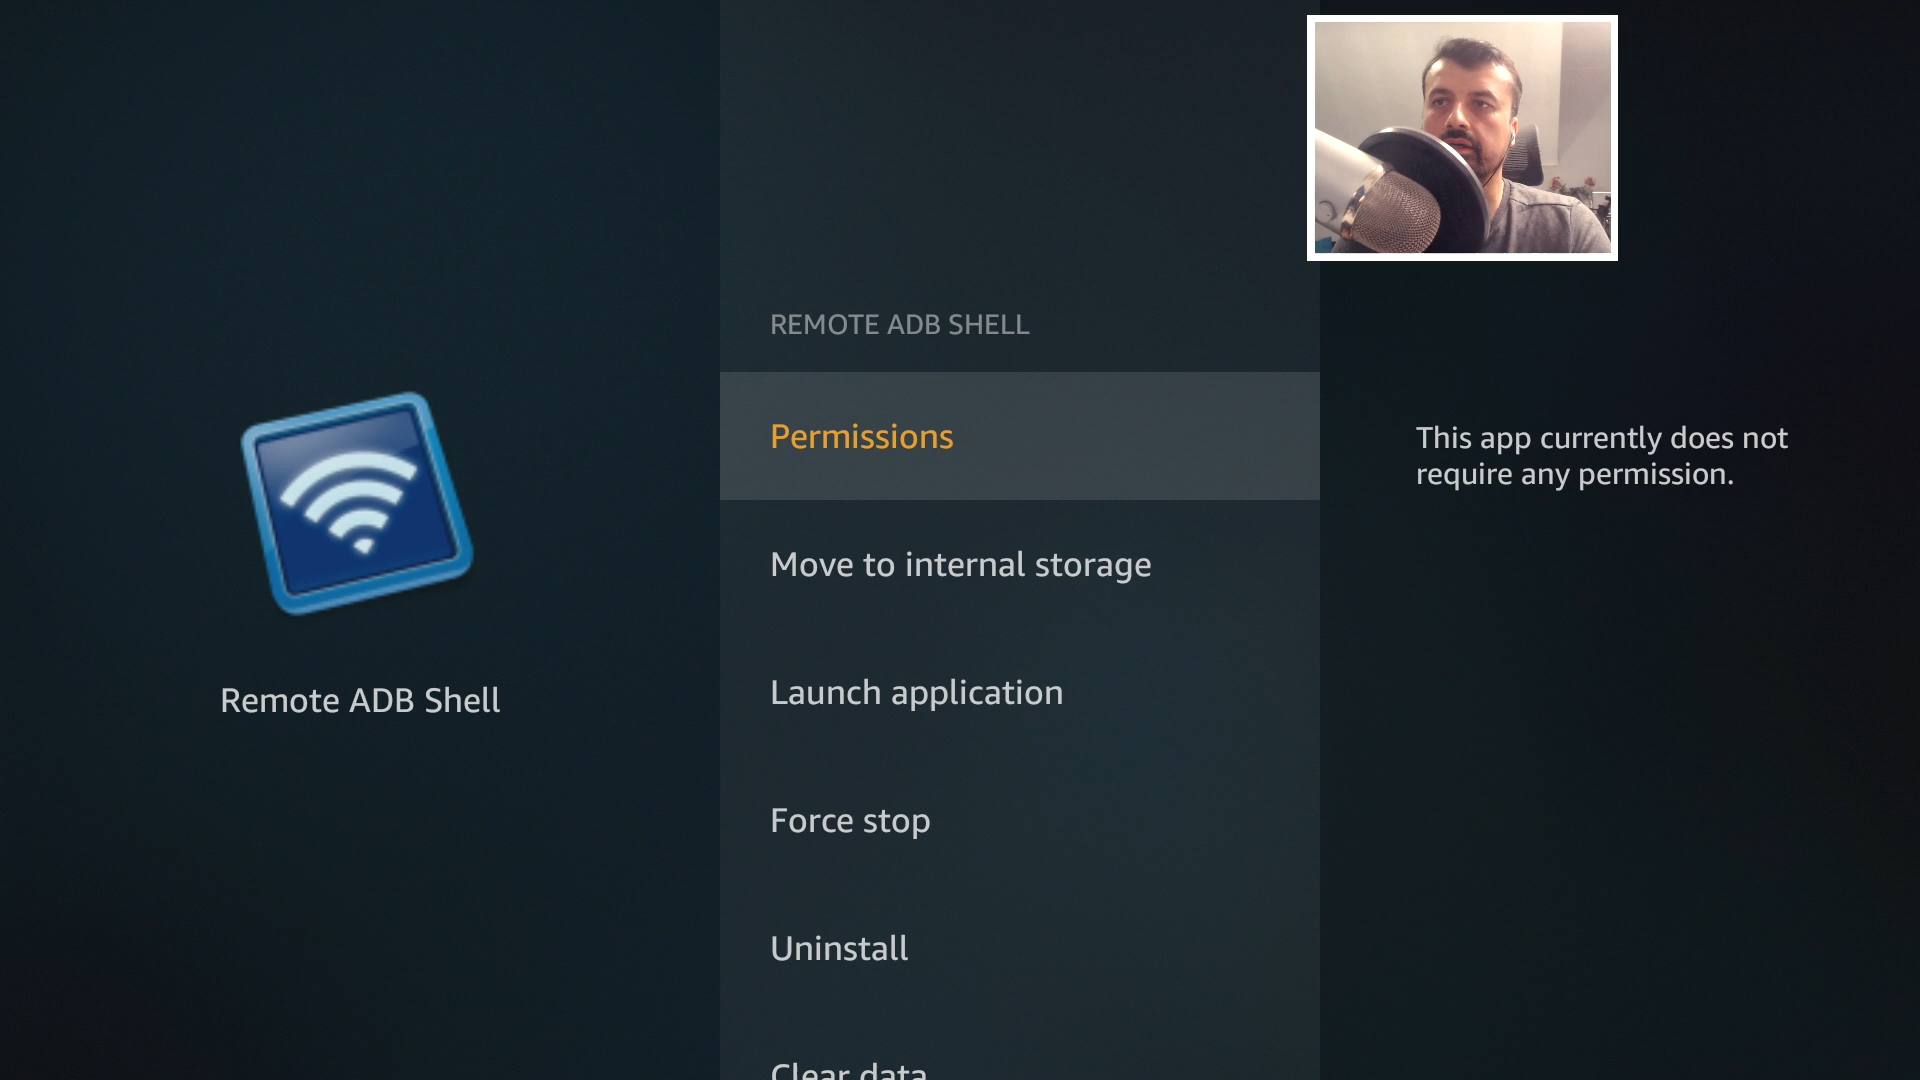 REMOTE ADB SHELL
Permissions
This app currently does not
require any permission.
Move to internal storage
Remote ADB Shell
Launch application
Force stop
Uninstall
Clear data